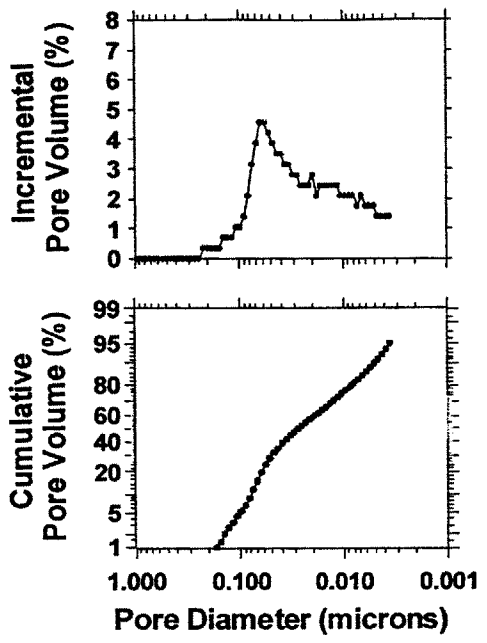 Incremental
Pore Volume (%)
8
7
6
5
4
3
2
1
0
Cumulative
Pore Volume (%)
99
95
80
60
40
20
5
1
1.000 0.100 0.010 0.001
Pore Diameter (microns)